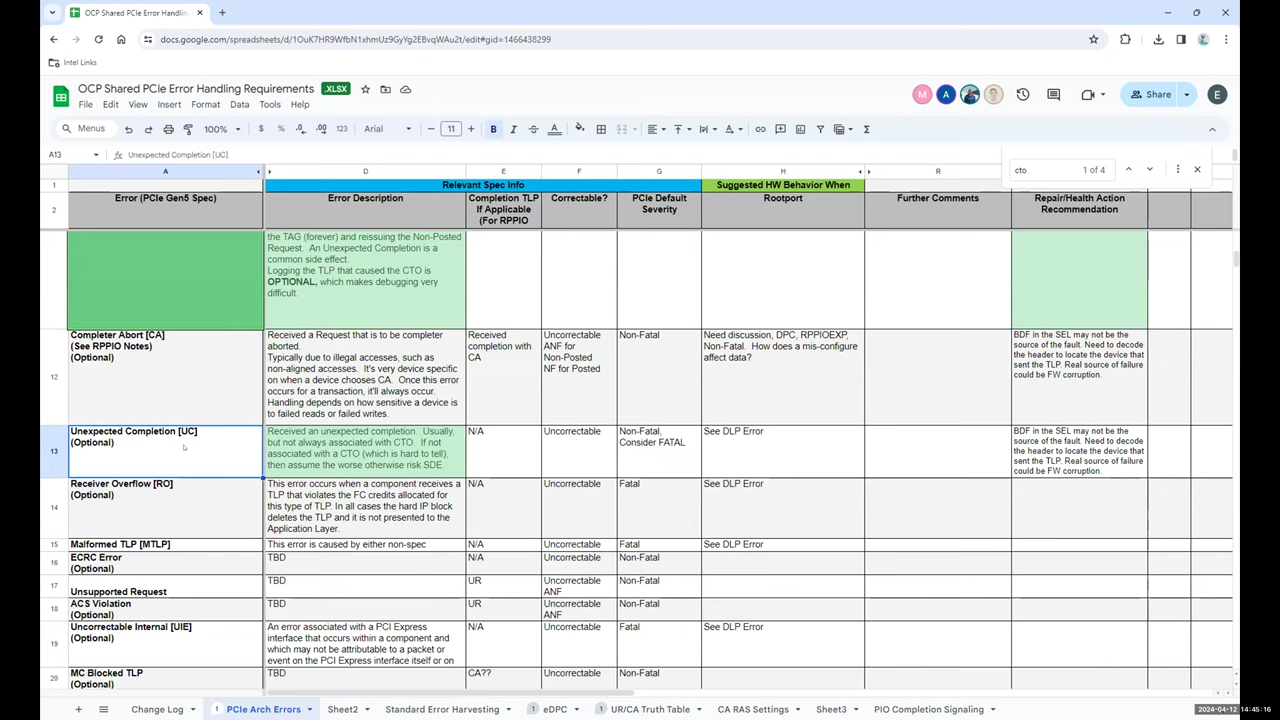 OCP Shared PCIe Error Handlin
docs.google.com/spreadsheets/d/1OuK7HR9WfbN1xhmUz9GyYg2EBvqWAu2t/edit#gid=1466438299
Intel Links
OCP Shared PCIe Error Handling Requirements .XLSX
File Edit View Insert Format Data Tools Help
M A Share E
Menus 100% $ % .0 .00 123 Arial 11 B I A
A13 Unexpected Completion [UC]
cto 1 of 4
A D E F G H R
1 Relevant Spec Info Suggested HW Behavior When
2
Error (PCIe Gen5 Spec)
Error Description
Completion TLP
If Applicable
(For RPPIO
Correctable?
PCIe Default
Severity
Rootport
Further Comments
Repair/Health Action
Recommendation
the TAG (forever) and reissuing the Non-Posted
Request. An Unexpected Completion is a
common side effect.
Logging the TLP that caused the CTO is
OPTIONAL, which makes debugging very
difficult.
12
Completer Abort [CA]
(See RPPIO Notes)
(Optional)
Received a Request that is to be completer
aborted.
Typically due to illegal accesses, such as
non-aligned accesses. It's very device specific
on when a device chooses CA. Once this error
occurs for a transaction, it'll always occur.
Handling depends on how sensitive a device is
to failed reads or failed writes.
Received
completion with
CA
Uncorrectable
ANF for
Non-Posted
NF for Posted
Non-Fatal
Need discussion, DPC, RPPIOEXP,
Non-Fatal. How does a mis-configure
affect data?
BDF in the SEL may not be the
source of the fault. Need to decode
the header to locate the device that
sent the TLP. Real source of failure
could be FW corruption.
13
Unexpected Completion [UC]
(Optional)
Received an unexpected completion. Usually,
but not always associated with CTO. If not
associated with a CTO (which is hard to tell),
then assume the worse otherwise risk SDE.
N/A
Uncorrectable
Non-Fatal,
Consider FATAL
See DLP Error
BDF in the SEL may not be the
source of the fault. Need to decode
the header to locate the device that
sent the TLP. Real source of failure
could be FW corruption.
14
Receiver Overflow [RO]
(Optional)
This error occurs when a component receives a
TLP that violates the FC credits allocated for
this type of TLP. In all cases the hard IP block
deletes the TLP and it is not presented to the
Application Layer.
N/A
Uncorrectable
Fatal
See DLP Error
15
Malformed TLP [MTLP]
This error is caused by either non-spec
N/A
Uncorrectable
Fatal
See DLP Error
16
ECRC Error
(Optional)
TBD
N/A
Uncorrectable
Non-Fatal
17
Unsupported Request
TBD
UR
Uncorrectable
ANF
Non-Fatal
18
ACS Violation
(Optional)
TBD
UR
Uncorrectable
ANF
Non-Fatal
19
Uncorrectable Internal [UIE]
(Optional)
An error associated with a PCI Express
interface that occurs within a component and
which may not be attributable to a packet or
event on the PCI Express interface itself or on
N/A
Uncorrectable
Fatal
See DLP Error
20
MC Blocked TLP
(Optional)
TBD
CA??
Uncorrectable
Non-Fatal
Change Log 1 PCIe Arch Errors Sheet2 Standard Error Harvesting 1 eDPC 1 UR/CA Truth Table CA RAS Settings Sheet3 PIO Completion Signaling
2024-04-12 14:45:16